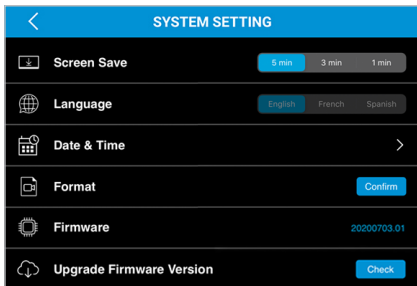 SYSTEM SETTING
Screen Save 5 min 3 min 1 min
Language English French Spanish
Date & Time
Format Confirm
Firmware 20200703.01
Upgrade Firmware Version Check